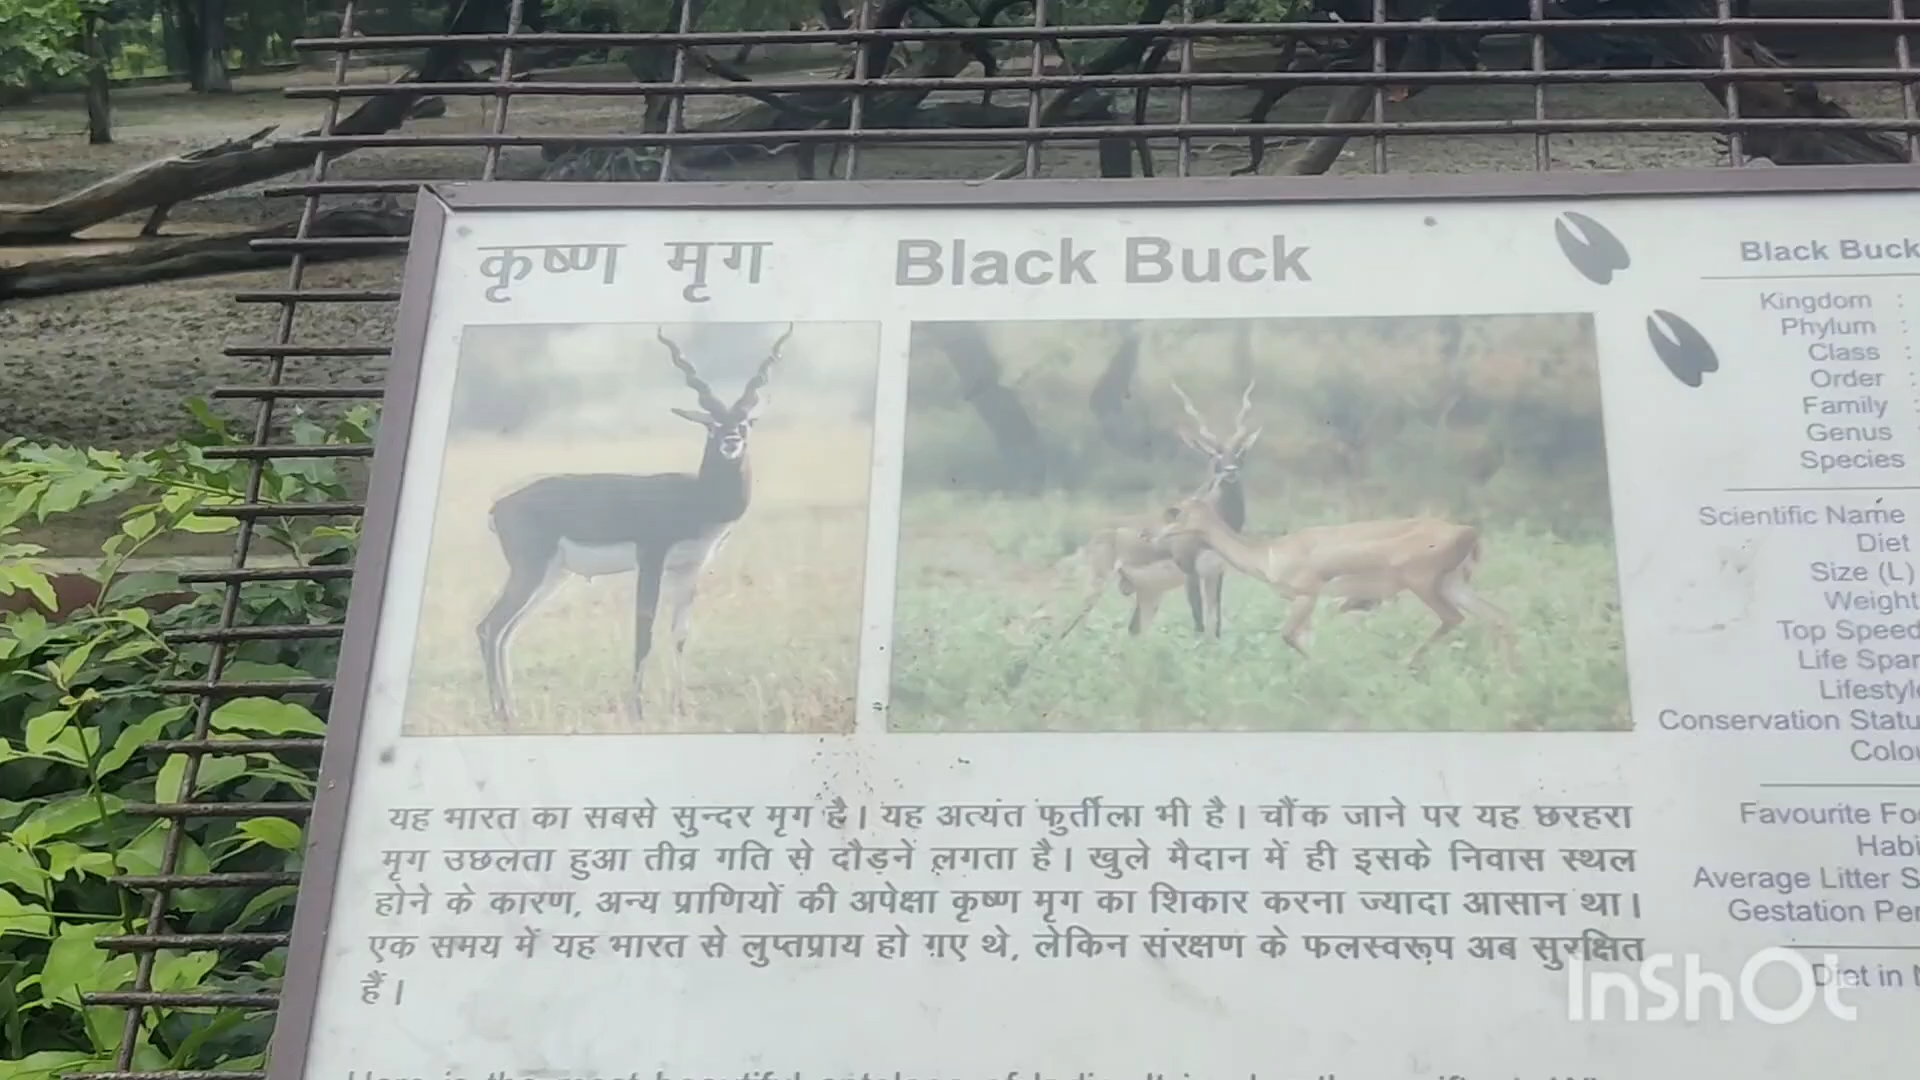 कृष्ण मृग
Black Buck
यह भारत का सबसे सुन्दर मृग है। यह अत्यंत फुर्तीला भी है। चौंक जाने पर यह छरहरा
मृग उछलता हुआ तीव्र गति से दौड़नें लगता है। खुले मैदान में ही इसके निवास स्थल
होने के कारण, अन्य प्राणियों की अपेक्षा कृष्ण मृग का शिकार करना ज्यादा आसान था।
एक समय में यह भारत से लुप्तप्राय हो गए थे, लेकिन संरक्षण के फलस्वरूप अब सुरक्षित
हैं।
Black Buck
Kingdom :
Phylum :
Class :
Order :
Family :
Genus :
Species
Scientific Name
Diet
Size (L)
Weight
Top Speed
Life Span
Lifestyle
Conservation Statu
Colou
Favourite Fo
Habi
Average Litter S
Gestation Per
Diet in
InShOt